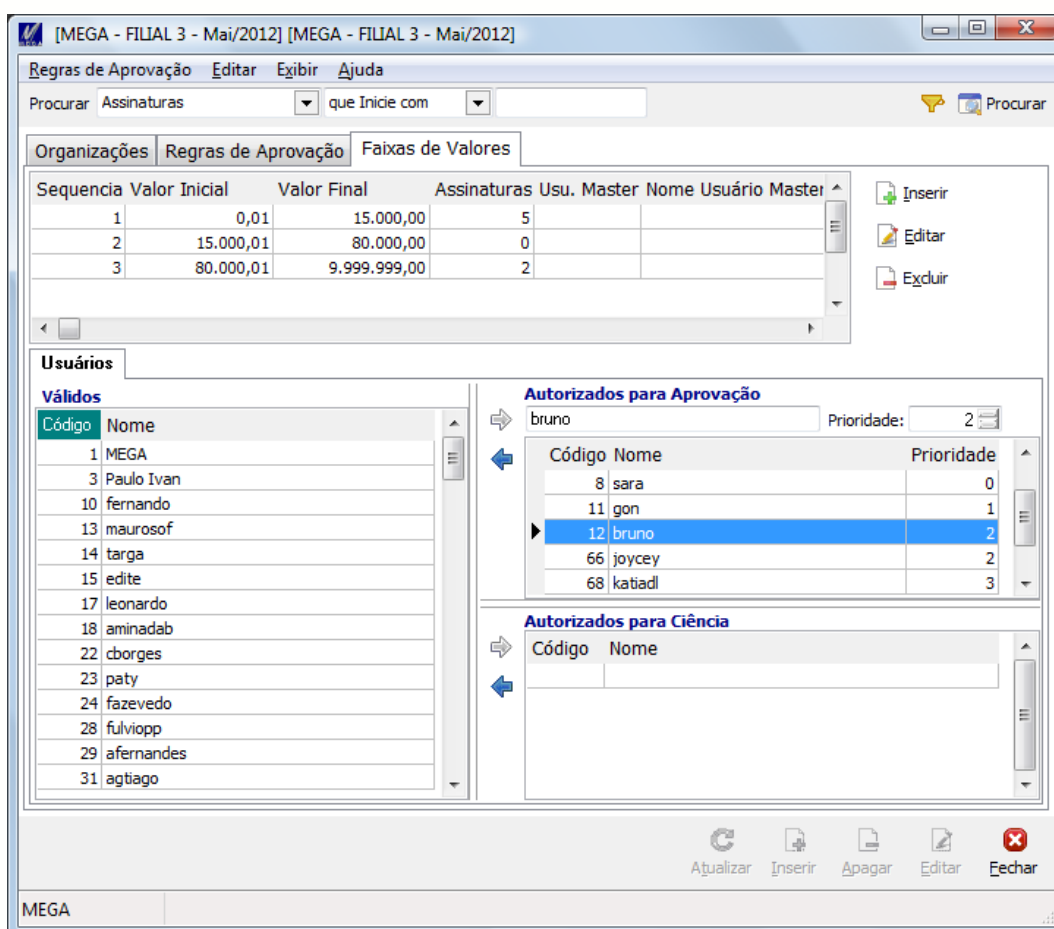 [MEGA - FILIAL 3 - Mai/2012] [MEGA - FILIAL 3 - Mai/2012]
Regras de Aprovação Editar Exibir Ajuda
Procurar Assinaturas que Inicie com Procurar
Organizações Regras de Aprovação Faixas de Valores
Sequencia Valor Inicial Valor Final Assinaturas Usu. Master Nome Usuário Master
1 0,01 15.000,00 5
2 15.000,01 80.000,00 0
3 80.000,01 9.999.999,00 2
Inserir
Editar
Excluir
Usuários
Válidos
Código Nome
1 MEGA
3 Paulo Ivan
10 fernando
13 maurosof
14 targa
15 edite
17 leonardo
18 aminadab
22 cborges
23 paty
24 fazevedo
28 fulviopp
29 afernandes
31 agtiago
Autorizados para Aprovação
bruno Prioridade: 2
Código Nome Prioridade
8 sara 0
11 gon 1
12 bruno 2
66 joycey 2
68 katiadl 3
Autorizados para Ciência
Código Nome
Atualizar Inserir Apagar Editar Fechar
MEGA